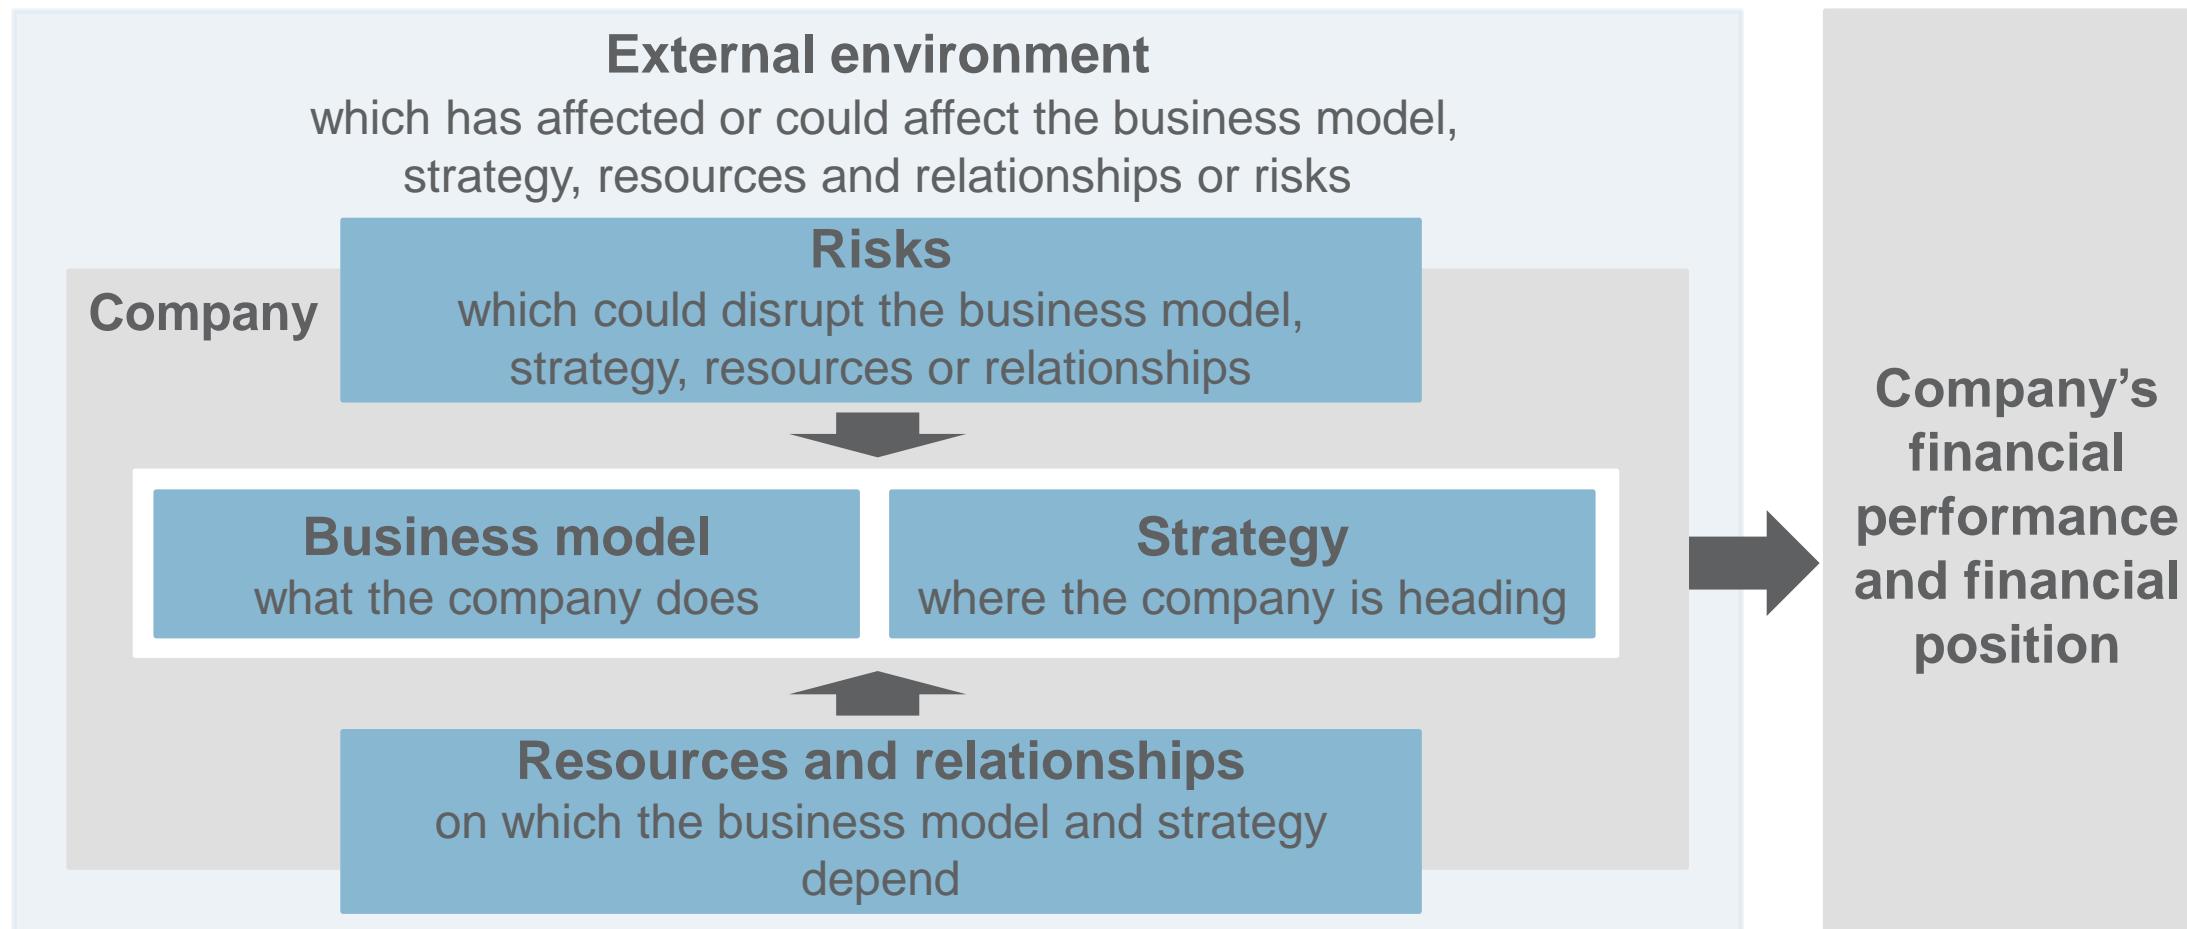 External environment
which has affected or could affect the business model,
strategy, resources and relationships or risks
Risks
which could disrupt the business model,
strategy, resources or relationships
Company
Business model
what the company does
Strategy
where the company is heading
Resources and relationships
on which the business model and strategy
depend
Company’s
financial
performance
and financial
position